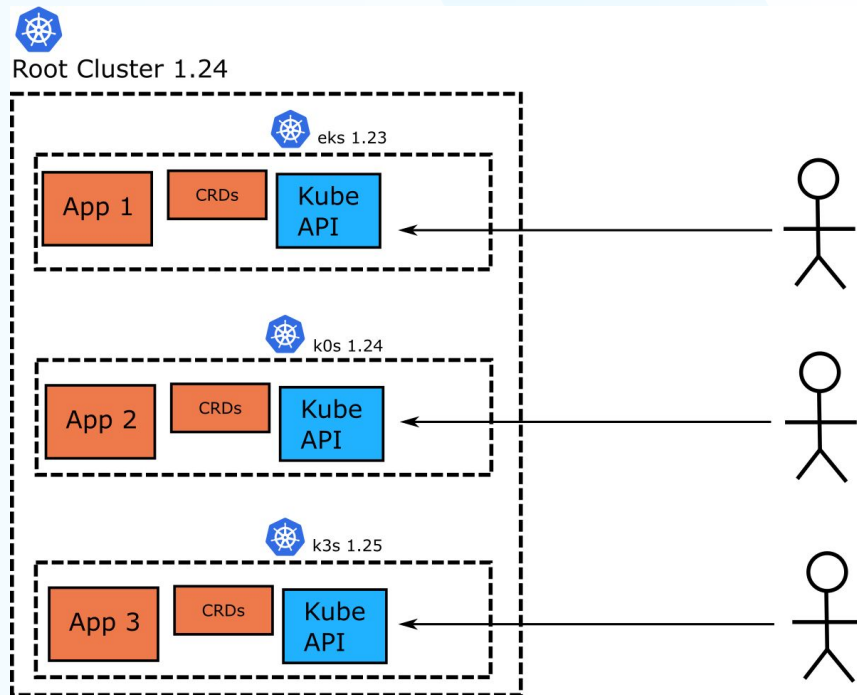 Root Cluster 1.24
eks 1.23
App 1
CRDs
Kube
API
k0s 1.24
App 2
CRDs
Kube
API
k3s 1.25
App 3
CRDs
Kube
API